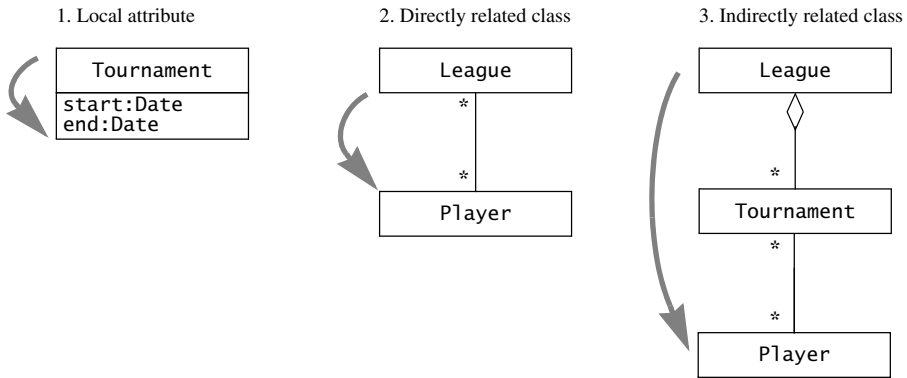 1. Local attribute
Tournament
start:Date
end:Date
2. Directly related class
League
*
*
Player
3. Indirectly related class
League
*
Tournament
*
*
Player